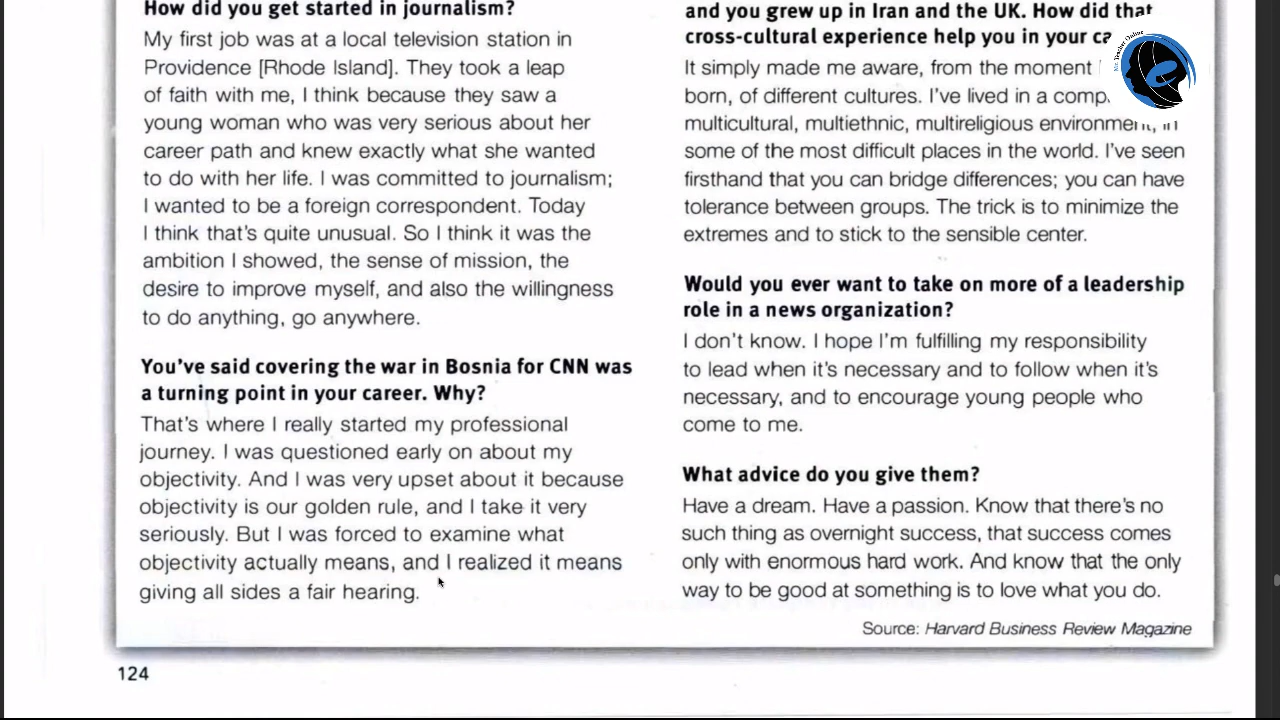 How did you get started in journalism?
My first job was at a local television station in
Providence [Rhode Island]. They took a leap
of faith with me, I think because they saw a
young woman who was very serious about her
career path and knew exactly what she wanted
to do with her life. I was committed to journalism;
I wanted to be a foreign correspondent. Today
I think that's quite unusual. So I think it was the
ambition I showed, the sense of mission, the
desire to improve myself, and also the willingness
to do anything, go anywhere.
You've said covering the war in Bosnia for CNN was
a turning point in your career. Why?
That's where I really started my professional
journey. I was questioned early on about my
objectivity. And I was very upset about it because
objectivity is our golden rule, and I take it very
seriously. But I was forced to examine what
objectivity actually means, and I realized it means
giving all sides a fair hearing.
and you grew up in Iran and the UK. How did that
cross-cultural experience help you in your
It simply made me aware, from the moment
born, of different cultures. I've lived in a
multicultural, multiethnic, multireligious environment, in
some of the most difficult places in the world. I've seen
firsthand that you can bridge differences; you can have
tolerance between groups. The trick is to minimize the
extremes and to stick to the sensible center.
Would you ever want to take on more of a leadership
role in a news organization?
I don't know. I hope I'm fulfilling my responsibility
to lead when it's necessary and to follow when it's
necessary, and to encourage young people who
come to me.
What advice do you give them?
Have a dream. Have a passion. Know that there's no
such thing as overnight success, that success comes
only with enormous hard work. And know that the only
way to be good at something is to love what you do.
Source: Harvard Business Review Magazine
124